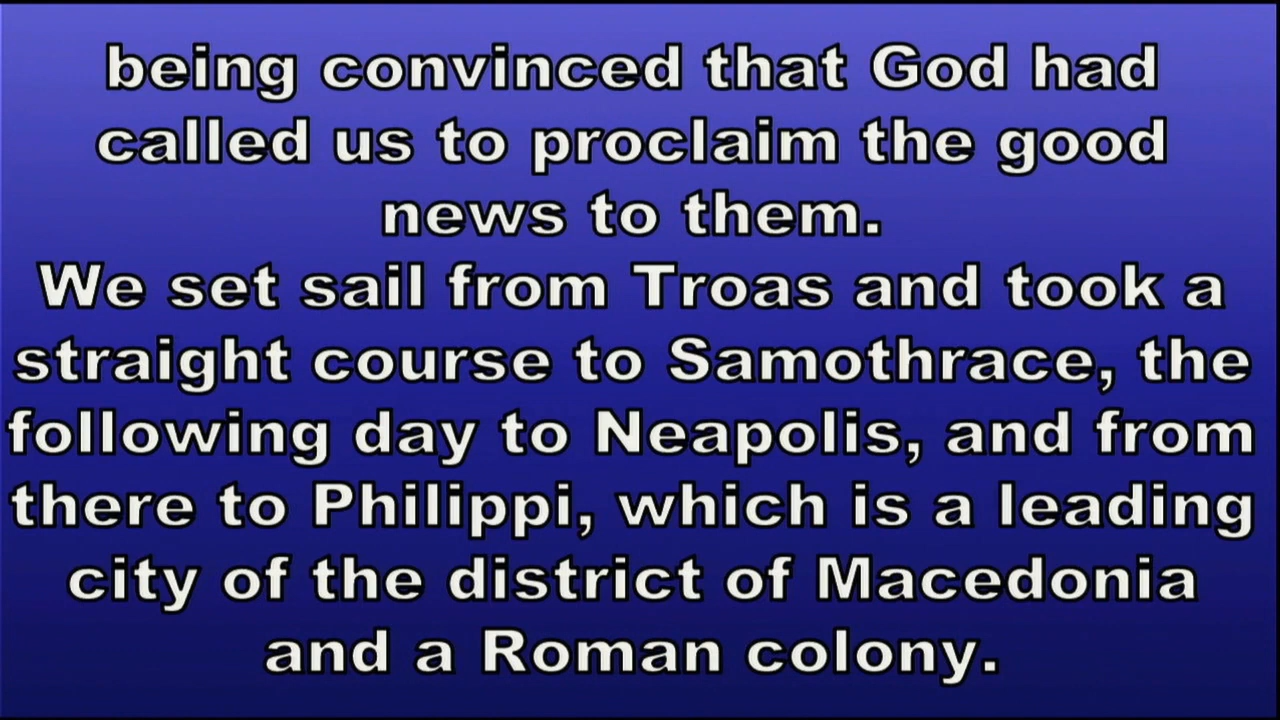 being convinced that God had
called us to proclaim the good
news to them.
We set sail from Troas and took a
straight course to Samothrace, the
following day to Neapolis, and from
there to Philippi, which is a leading
city of the district of Macedonia
and a Roman colony.